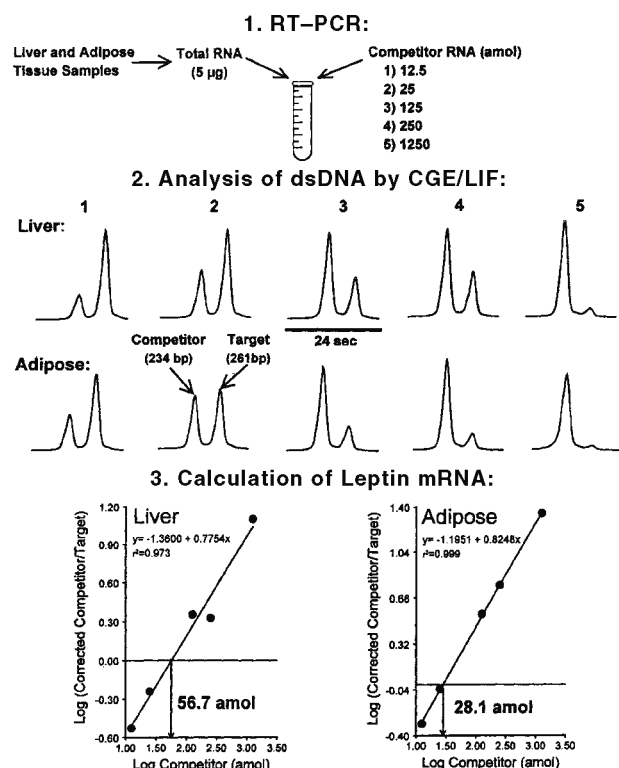 1. RT–PCR:
Liver and Adipose
Tissue Samples
Total RNA
(5 µg)
Competitor RNA (amol)
1) 12.5
2) 25
3) 125
4) 250
5) 1250
2. Analysis of dsDNA by CGE/LIF:
1 2 3 4 5
Liver:
24 sec
Competitor
(234 bp)
Target
(261bp)
Adipose:
3. Calculation of Leptin mRNA:
Log (Corrected Competitor/Target)
1.20
0.90
0.60
0.30
0.00
-0.30
-0.60
Liver
y= -1.3600 + 0.7754x
r²=0.973
56.7 amol
1.00 1.50 2.00 2.50 3.00 3.50
Log Competitor (amol)
Log (Corrected Competitor/Target)
1.40
1.04
0.68
0.32
-0.04
-0.40
Adipose
y= -1.1951 + 0.8248x
r²=0.999
28.1 amol
1.00 1.50 2.00 2.50 3.00 3.50
Log Competitor (amol)